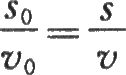 s₀/v₀ = s/v